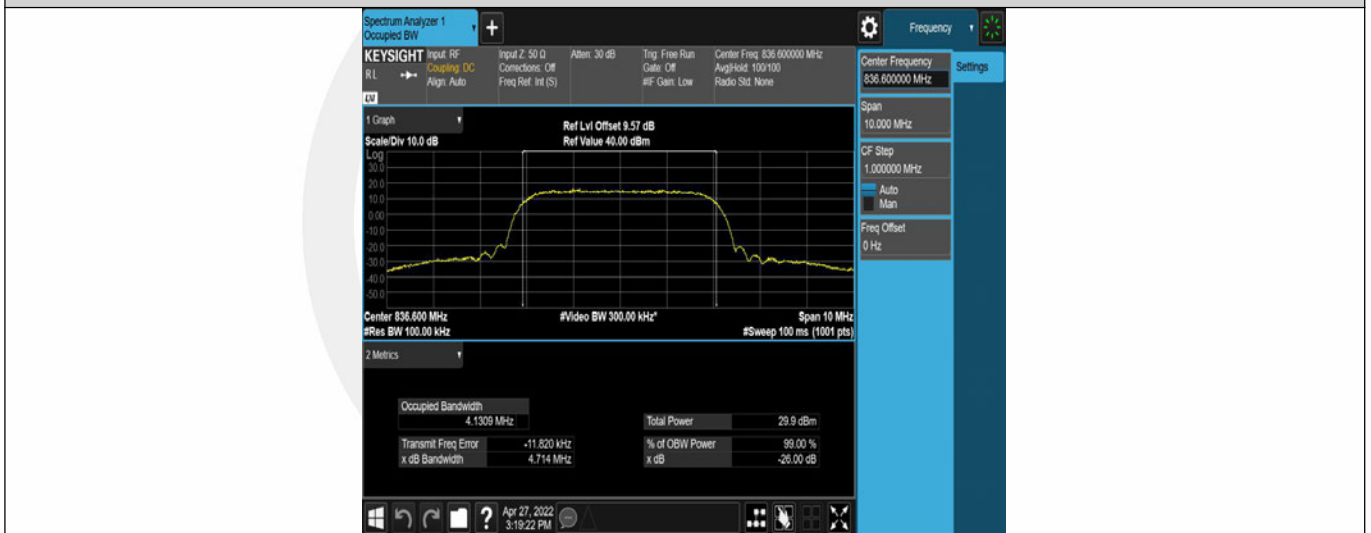 Spectrum Analyzer 1
Occupied BW
+
Frequency
KEYSIGHT
R L
LXI
Input: RF
Coupling: DC
Align: Auto
Input Z: 50 Ω
Corrections: Off
Freq Ref: Int (S)
Atten: 30 dB
Trig: Free Run
Gate: Off
#IF Gain: Low
Center Freq: 836.600000 MHz
Avg|Hold: 100/100
Radio Std: None
Center Frequency
836.600000 MHz
Settings
Span
10.000 MHz
CF Step
1.000000 MHz
Auto
Man
Freq Offset
0 Hz
1 Graph
Scale/Div 10.0 dB
Ref Lvl Offset 9.57 dB
Ref Value 40.00 dBm
Log
30.0
20.0
10.0
0.00
-10.0
-20.0
-30.0
-40.0
-50.0
Center 836.600 MHz
#Video BW 300.00 kHz*
Span 10 MHz
#Res BW 100.00 kHz
#Sweep 100 ms (1001 pts)
2 Metrics
Occupied Bandwidth
4.1309 MHz
Total Power 29.9 dBm
Transmit Freq Error -11.820 kHz
% of OBW Power 99.00 %
x dB Bandwidth 4.714 MHz
x dB -26.00 dB
?
Apr 27, 2022
3:19:22 PM